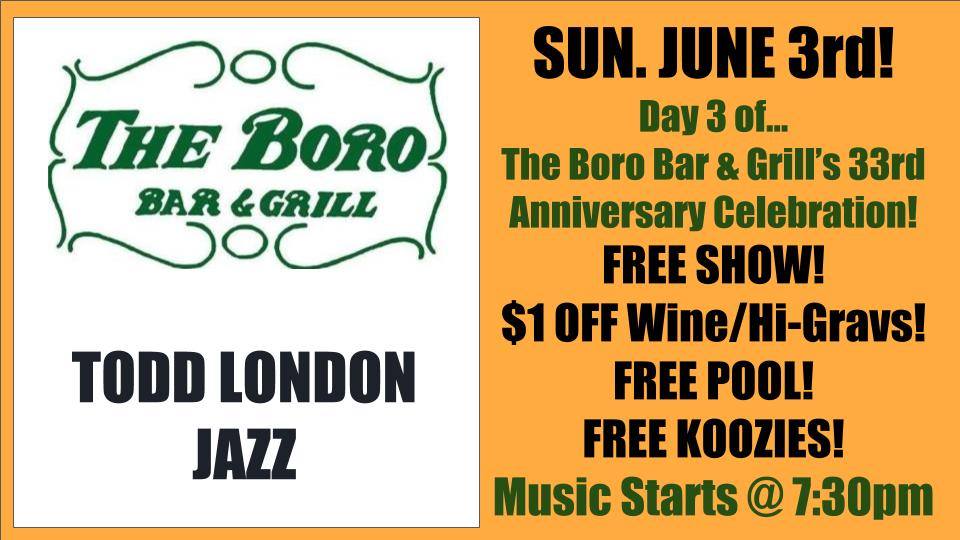 THE BORO
BAR & GRILL
TODD LONDON
JAZZ
SUN. JUNE 3rd!
Day 3 of...
The Boro Bar & Grill's 33rd
Anniversary Celebration!
FREE SHOW!
$1 OFF Wine/Hi-Gravs!
FREE POOL!
FREE KOOZIES!
Music Starts @ 7:30pm